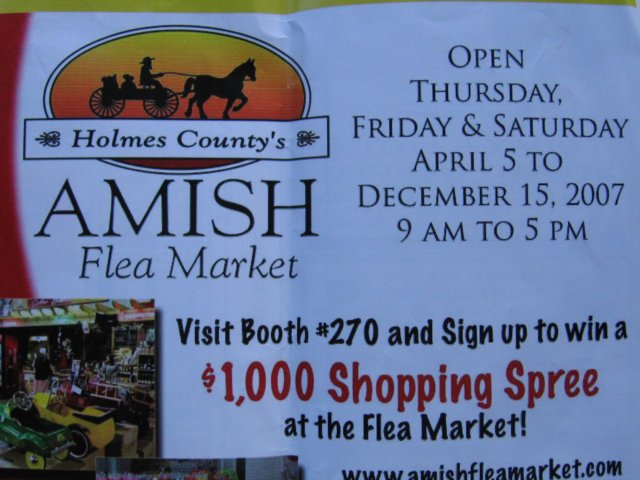 Holmes County's
AMISH
Flea Market
OPEN
THURSDAY,
FRIDAY & SATURDAY
APRIL 5 TO
DECEMBER 15, 2007
9 AM TO 5 PM
Visit Booth #270 and Sign up to win a
$1,000 Shopping Spree
at the Flea Market!
www.amishfleamarket.com